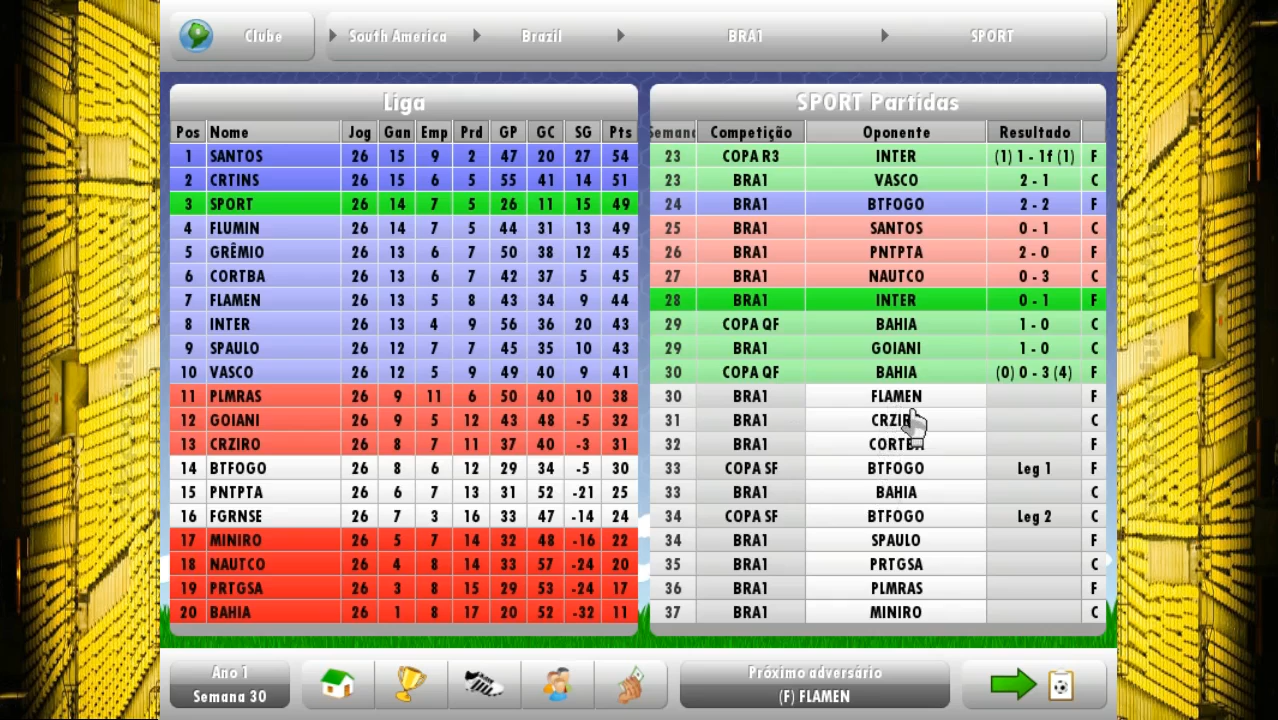 Clube South America Brazil BRA1 SPORT
Liga
Pos Nome Jog Gan Emp Prd GP GC SG Pts
1 SANTOS 26 15 9 2 47 20 27 54
2 CRTINS 26 15 6 5 55 41 14 51
3 SPORT 26 14 7 5 26 11 15 49
4 FLUMIN 26 14 7 5 44 31 13 49
5 GRÊMIO 26 13 6 7 50 38 12 45
6 CORTBA 26 13 6 7 42 37 5 45
7 FLAMEN 26 13 5 8 43 34 9 44
8 INTER 26 13 4 9 56 36 20 43
9 SPAULO 26 12 7 7 45 35 10 43
10 VASCO 26 12 5 9 49 40 9 41
11 PLMRAS 26 9 11 6 50 40 10 38
12 GOIANI 26 9 5 12 43 48 -5 32
13 CRZIRO 26 8 7 11 37 40 -3 31
14 BTFOGO 26 8 6 12 29 34 -5 30
15 PNTPTA 26 6 7 13 31 52 -21 25
16 FGRNSE 26 7 3 16 33 47 -14 24
17 MINIRO 26 5 7 14 32 48 -16 22
18 NAUTCO 26 4 8 14 33 57 -24 20
19 PRTGSA 26 3 8 15 29 53 -24 17
20 BAHIA 26 1 8 17 20 52 -32 11
SPORT Partidas
Semana Competição Oponente Resultado
23 COPA R3 INTER (1) 1 - 1f (1) F
23 BRA1 VASCO 2 - 1 C
24 BRA1 BTFOGO 2 - 2 F
25 BRA1 SANTOS 0 - 1 C
26 BRA1 PNTPTA 2 - 0 F
27 BRA1 NAUTCO 0 - 3 C
28 BRA1 INTER 0 - 1 F
29 COPA QF BAHIA 1 - 0 C
29 BRA1 GOIANI 1 - 0 C
30 COPA QF BAHIA (0) 0 - 3 (4) F
30 BRA1 FLAMEN F
31 BRA1 CRZIRO C
32 BRA1 CORTBA F
33 COPA SF BTFOGO Leg 1 F
33 BRA1 BAHIA C
34 COPA SF BTFOGO Leg 2 C
34 BRA1 SPAULO F
35 BRA1 PRTGSA C
36 BRA1 PLMRAS F
37 BRA1 MINIRO C
Ano 1
Semana 30
Próximo adversário
(F) FLAMEN